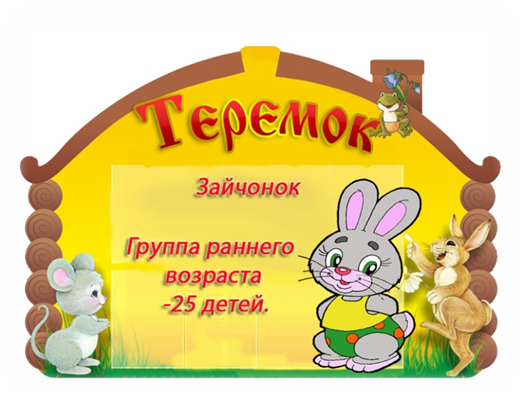 Теремок
Зайчонок
Группа раннего
возраста
-25 детей.